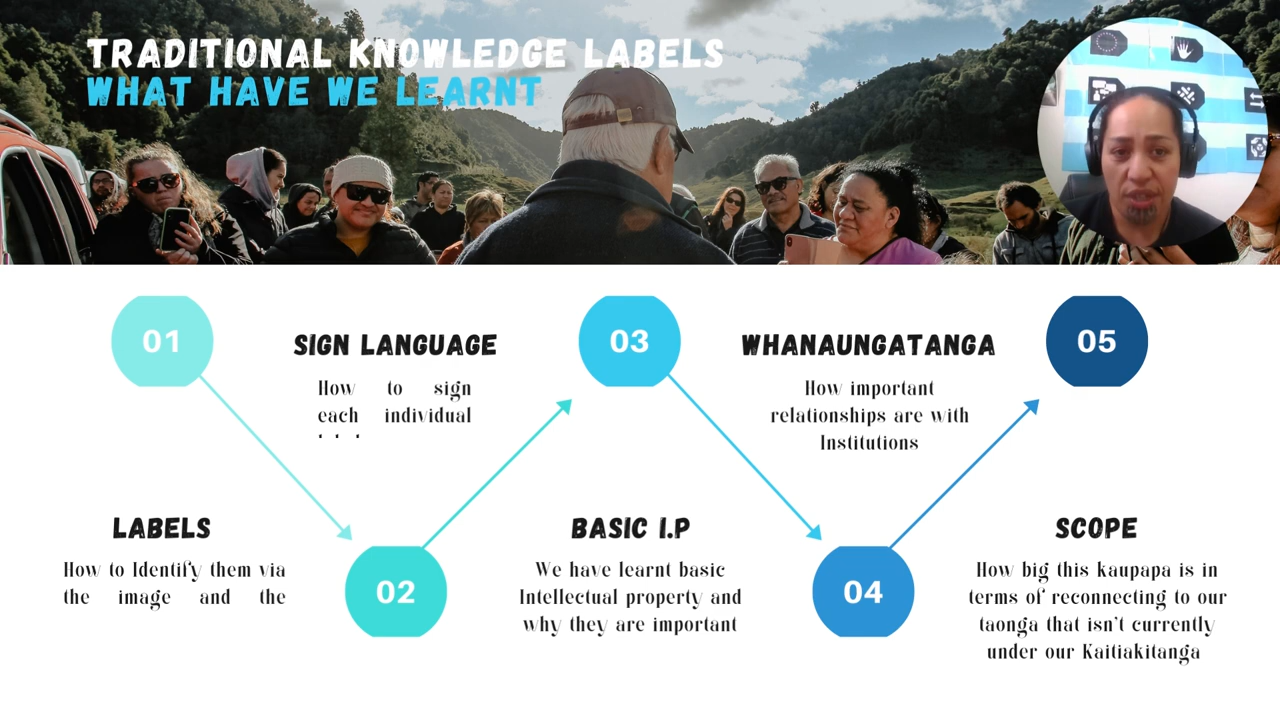 TRADITIONAL KNOWLEDGE LABELS
WHAT HAVE WE LEARNT
01
SIGN LANGUAGE
How to sign
each individual
03
WHANAUNGATANGA
How important
relationships are with
Institutions
05
LABELS
How to Identify them via
the image and the
02
BASIC I.P
We have learnt basic
Intellectual property and
why they are important
04
SCOPE
How big this kaupapa is in
terms of reconnecting to our
taonga that isn't currently
under our Kaitiakitanga